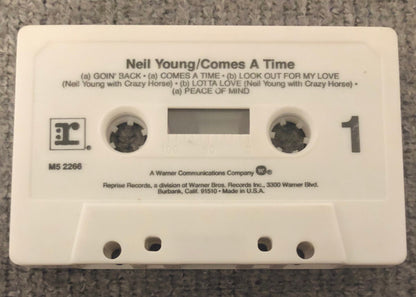 Neil Young/Comes A Time
(a) GOIN' BACK • (a) COMES A TIME • (b) LOOK OUT FOR MY LOVE
(Neil Young with Crazy Horse) • (b) LOTTA LOVE (Neil Young with Crazy Horse) •
(a) PEACE OF MIND
r
®
1
M5 2266
A Warner Communications Company
®
Reprise Records, a division of Warner Bros. Records Inc., 3300 Warner Blvd.
Burbank, Calif. 91510 • Made in U.S.A.